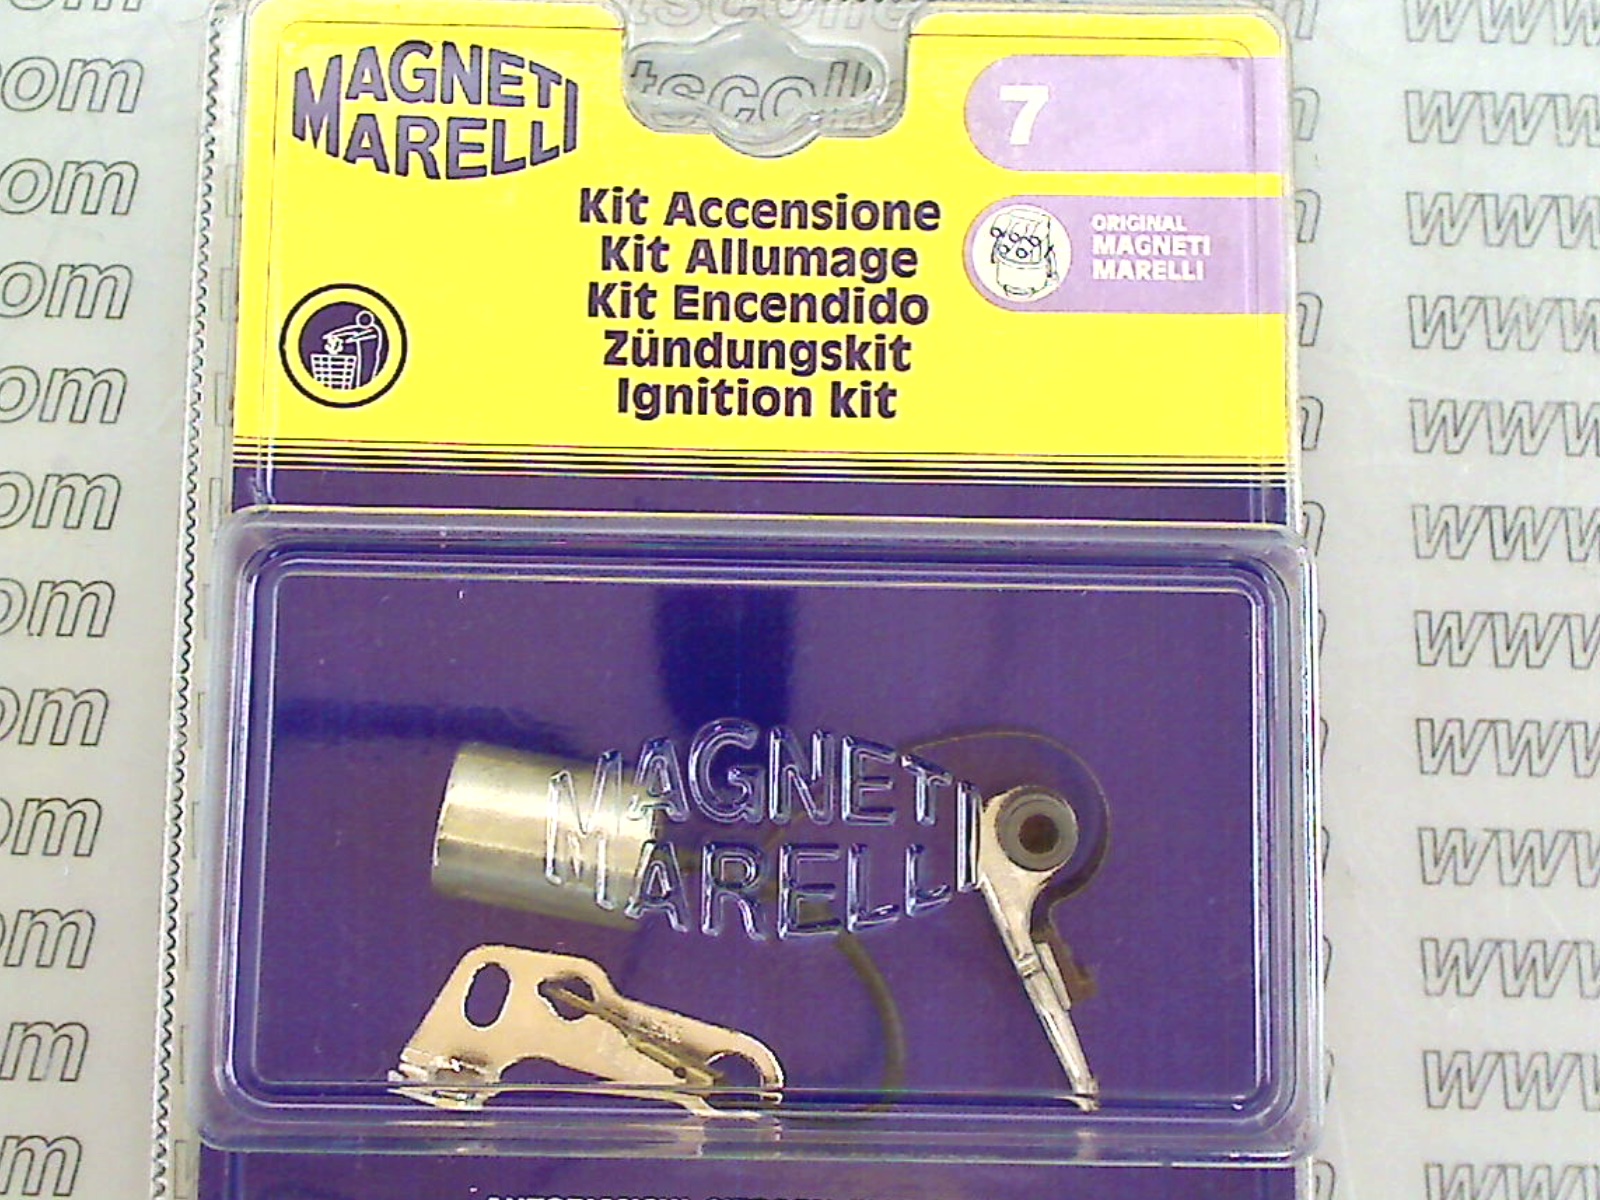 MAGNETI
MARELLI
7
Kit Accensione
Kit Allumage
Kit Encendido
Zündungskit
Ignition kit
ORIGINAL
MAGNETI
MARELLI
MAGNETI
MARELLI